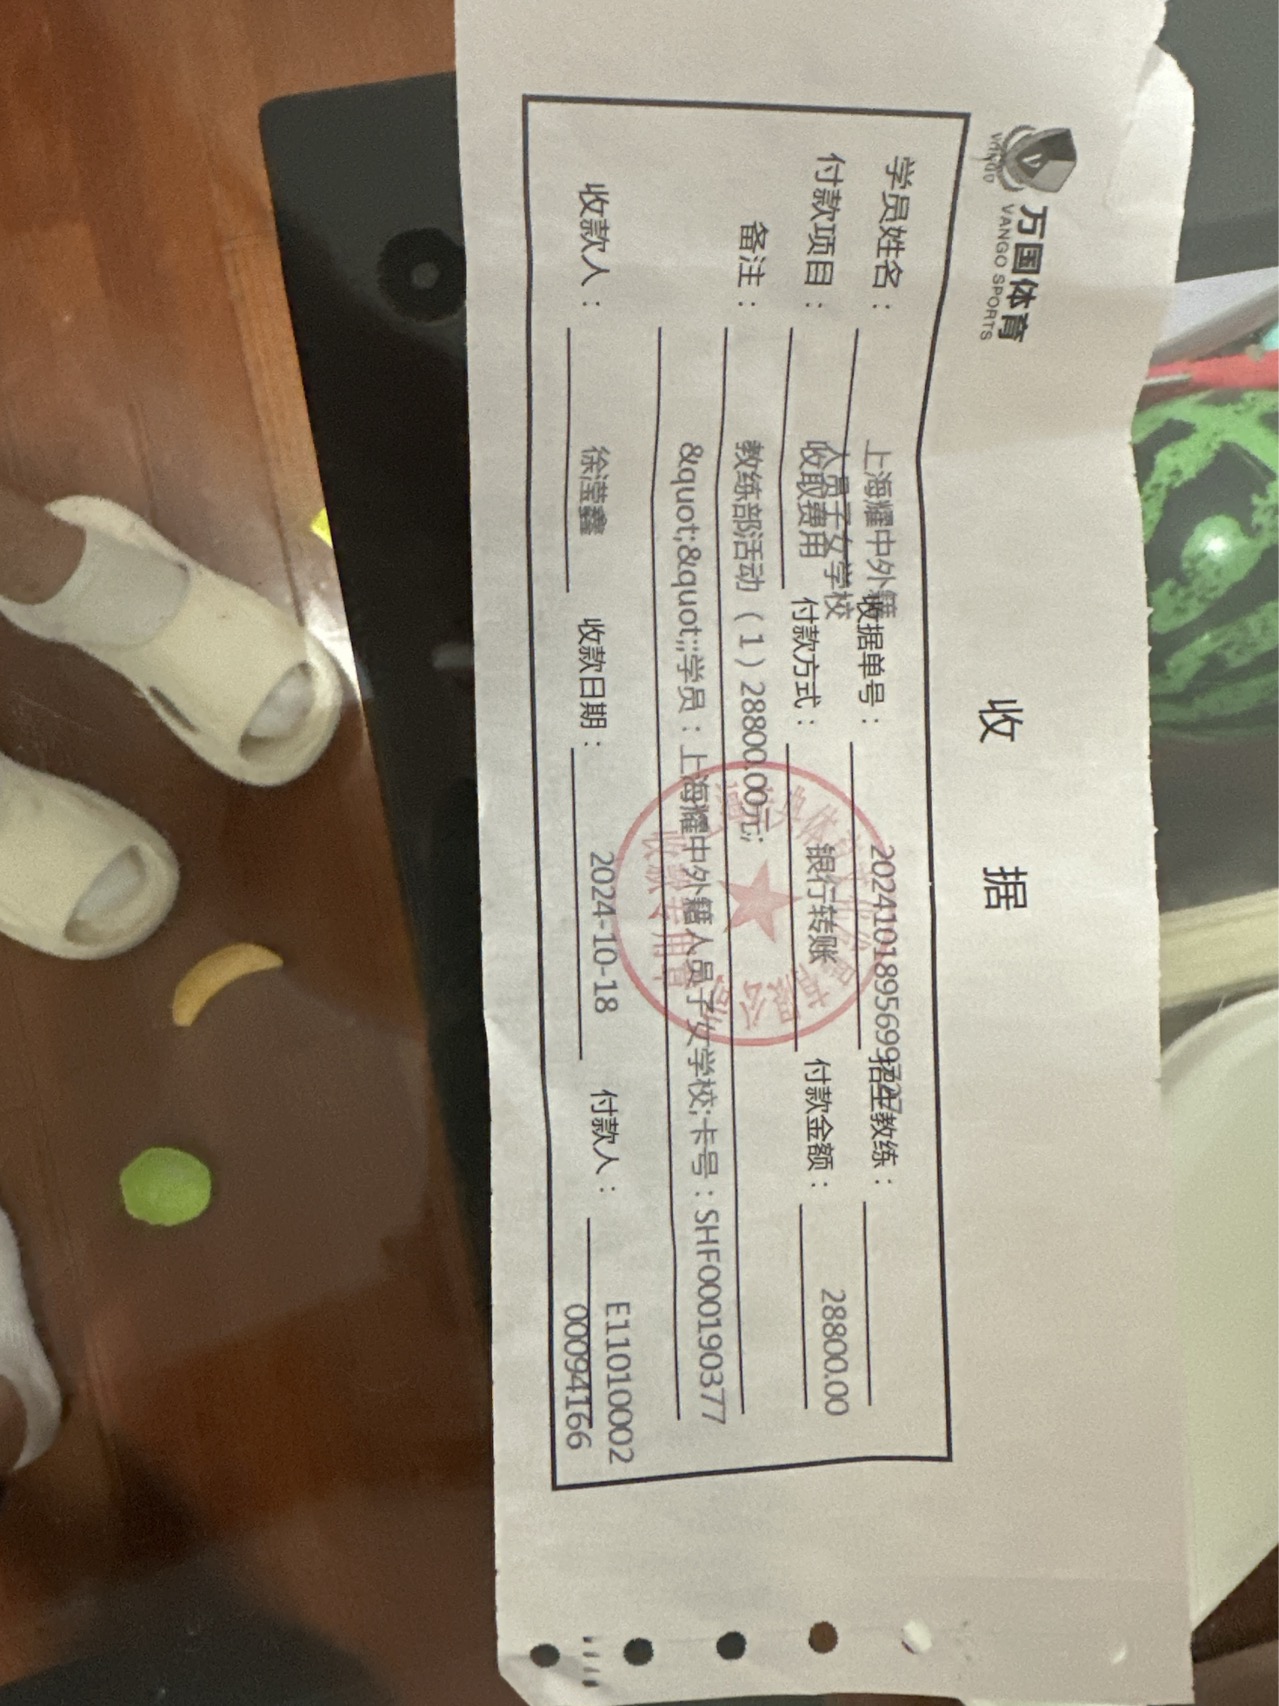 万国体育
VANGO SPORTS
收 据
学员姓名：上海耀中外籍人员子女学校 收据单号： 招生教练：
付款项目：收取费用 付款方式：银行转账 付款金额：28800.00
备注：教练部活动（1）28800.00元;
&quot;&quot;;学员：上海耀中外籍人员子女学校;卡号：SHF000190377
收款人：徐滢鑫 收款日期：2024-10-18 付款人：E11010002
00094166
收款专用章